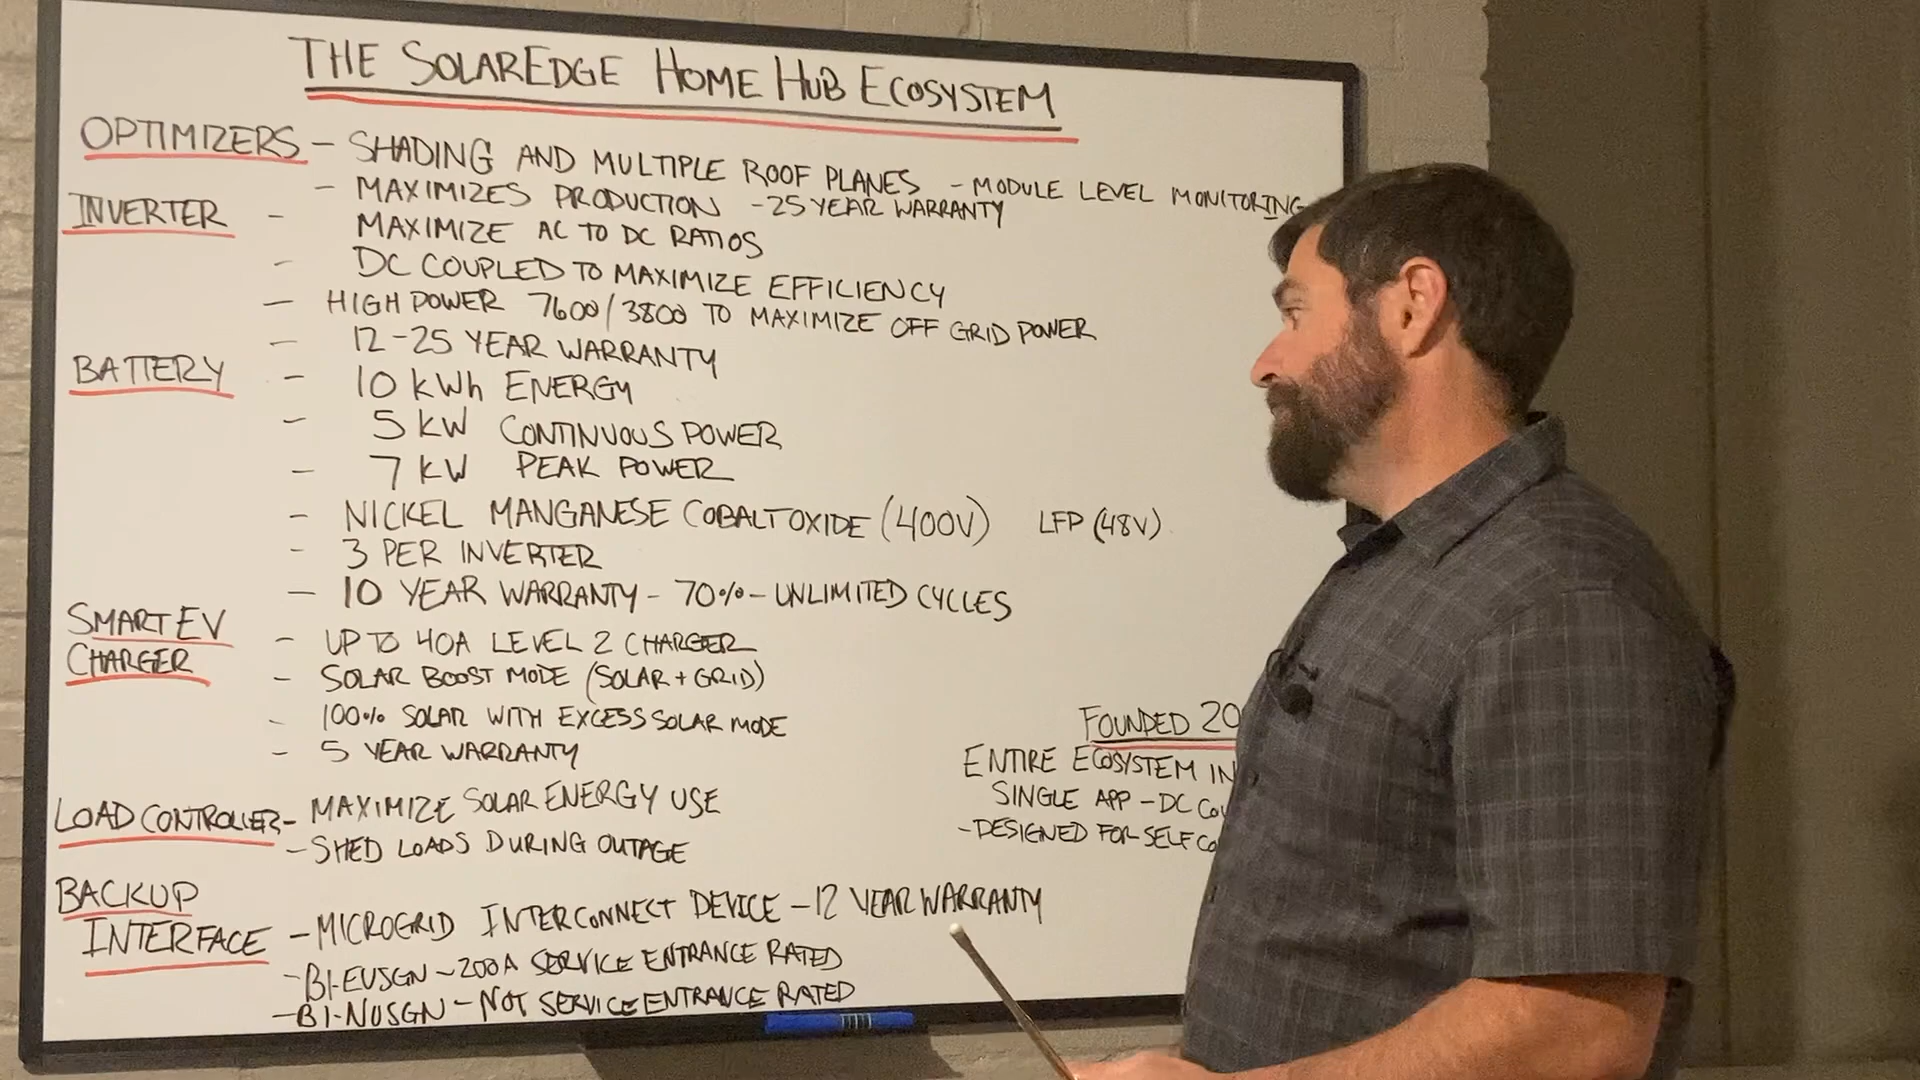 THE SOLAREDGE HOME HUB ECOSYSTEM
OPTIMIZERS - SHADING AND MULTIPLE ROOF PLANES - MODULE LEVEL MONITORING
- MAXIMIZES PRODUCTION - 25 YEAR WARRANTY
INVERTER - MAXIMIZE AC TO DC RATIOS
- DC COUPLED TO MAXIMIZE EFFICIENCY
- HIGH POWER 7600/3800 TO MAXIMIZE OFF GRID POWER
- 12-25 YEAR WARRANTY
BATTERY - 10 kWh ENERGY
- 5 KW CONTINUOUS POWER
- 7 KW PEAK POWER
- NICKEL MANGANESE COBALT OXIDE (400V) LFP (48V)
- 3 PER INVERTER
- 10 YEAR WARRANTY - 70% - UNLIMITED CYCLES
SMART EV
CHARGER - UP TO 40A LEVEL 2 CHARGER
- SOLAR BOOST MODE (SOLAR + GRID)
- 100% SOLAR WITH EXCESS SOLAR MODE
- 5 YEAR WARRANTY
LOAD CONTROLLER - MAXIMIZE SOLAR ENERGY USE
- SHED LOADS DURING OUTAGE
FOUNDED 20
ENTIRE ECOSYSTEM IN
SINGLE APP - DC
- DESIGNED FOR SELF
BACKUP
INTERFACE - MICROGRID INTERCONNECT DEVICE - 12 YEAR WARRANTY
- BI-EUSGN - 200A SERVICE ENTRANCE RATED
- BI-NUSGN - NOT SERVICE ENTRANCE RATED